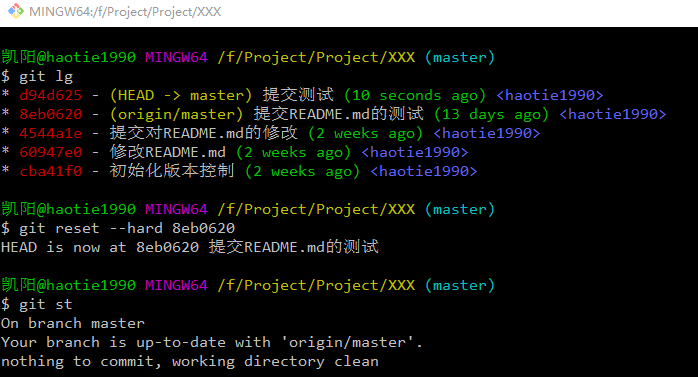 MINGW64:/f/Project/Project/XXX
凯阳@haotie1990 MINGW64 /f/Project/Project/XXX (master)
$ git lg
* d94d625 - (HEAD -> master) 提交测试 (10 seconds ago) <haotie1990>
* 8eb0620 - (origin/master) 提交README.md的测试 (13 days ago) <haotie1990>
* 4544a1e - 提交对README.md的修改 (2 weeks ago) <haotie1990>
* 60947e0 - 修改README.md (2 weeks ago) <haotie1990>
* cba41f0 - 初始化版本控制 (2 weeks ago) <haotie1990>
凯阳@haotie1990 MINGW64 /f/Project/Project/XXX (master)
$ git reset --hard 8eb0620
HEAD is now at 8eb0620 提交README.md的测试
凯阳@haotie1990 MINGW64 /f/Project/Project/XXX (master)
$ git st
On branch master
Your branch is up-to-date with 'origin/master'.
nothing to commit, working directory clean